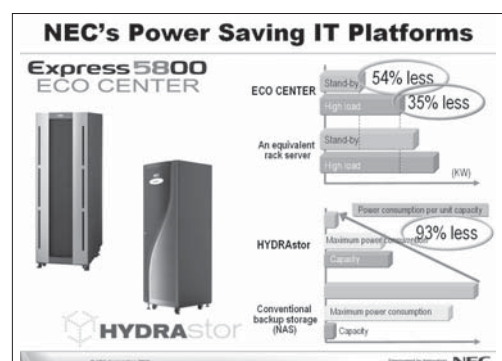 NEC's Power Saving IT Platforms
Express5800
ECO CENTER
HYDRAstor
ECO CENTER
Stand-by
54% less
High load
35% less
An equivalent
rack server
Stand-by
High load
(KW)
Power consumption per unit capacity
93% less
HYDRAstor
Maximum power consumption
Capacity
Conventional
backup storage
(NAS)
Maximum power consumption
Capacity
NEC